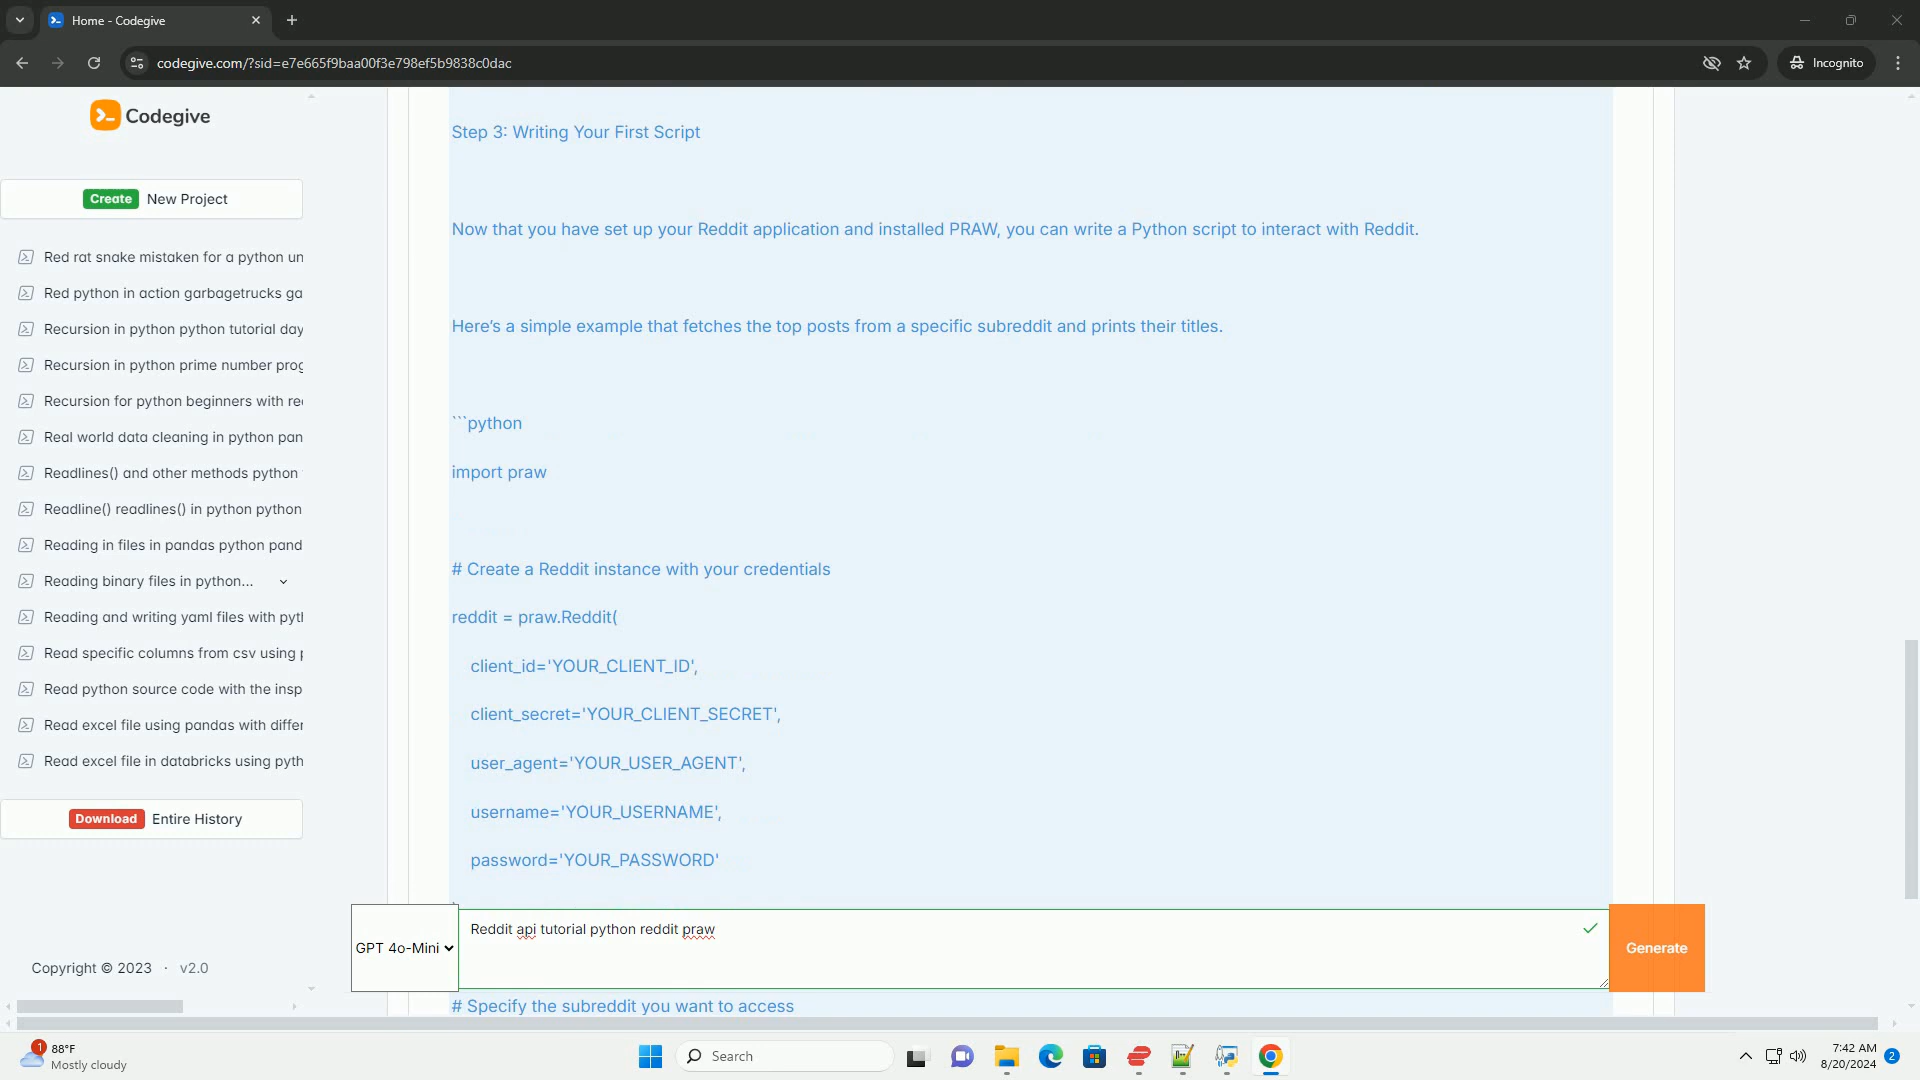 Home - Codegive
codegive.com/?sid=e7e665f9baa00f3e798ef5b9838c0dac
Incognito
Codegive
Create New Project
Red rat snake mistaken for a python un
Red python in action garbagetrucks ga
Recursion in python python tutorial day
Recursion in python prime number prog
Recursion for python beginners with re
Real world data cleaning in python pan
Readlines() and other methods python
Readline() readlines() in python python
Reading in files in pandas python pand
Reading binary files in python...
Reading and writing yaml files with pyt
Read specific columns from csv using
Read python source code with the insp
Read excel file using pandas with differ
Read excel file in databricks using pyth
Download Entire History
Copyright © 2023 · v2.0
Step 3: Writing Your First Script
Now that you have set up your Reddit application and installed PRAW, you can write a Python script to interact with Reddit.
Here's a simple example that fetches the top posts from a specific subreddit and prints their titles.
```python
import praw
# Create a Reddit instance with your credentials
reddit = praw.Reddit(
client_id='YOUR_CLIENT_ID',
client_secret='YOUR_CLIENT_SECRET',
user_agent='YOUR_USER_AGENT',
username='YOUR_USERNAME',
password='YOUR_PASSWORD'
GPT 4o-Mini
Reddit api tutorial python reddit praw
Generate
# Specify the subreddit you want to access
1
88°F
Mostly cloudy
Search
7:42 AM
8/20/2024
2